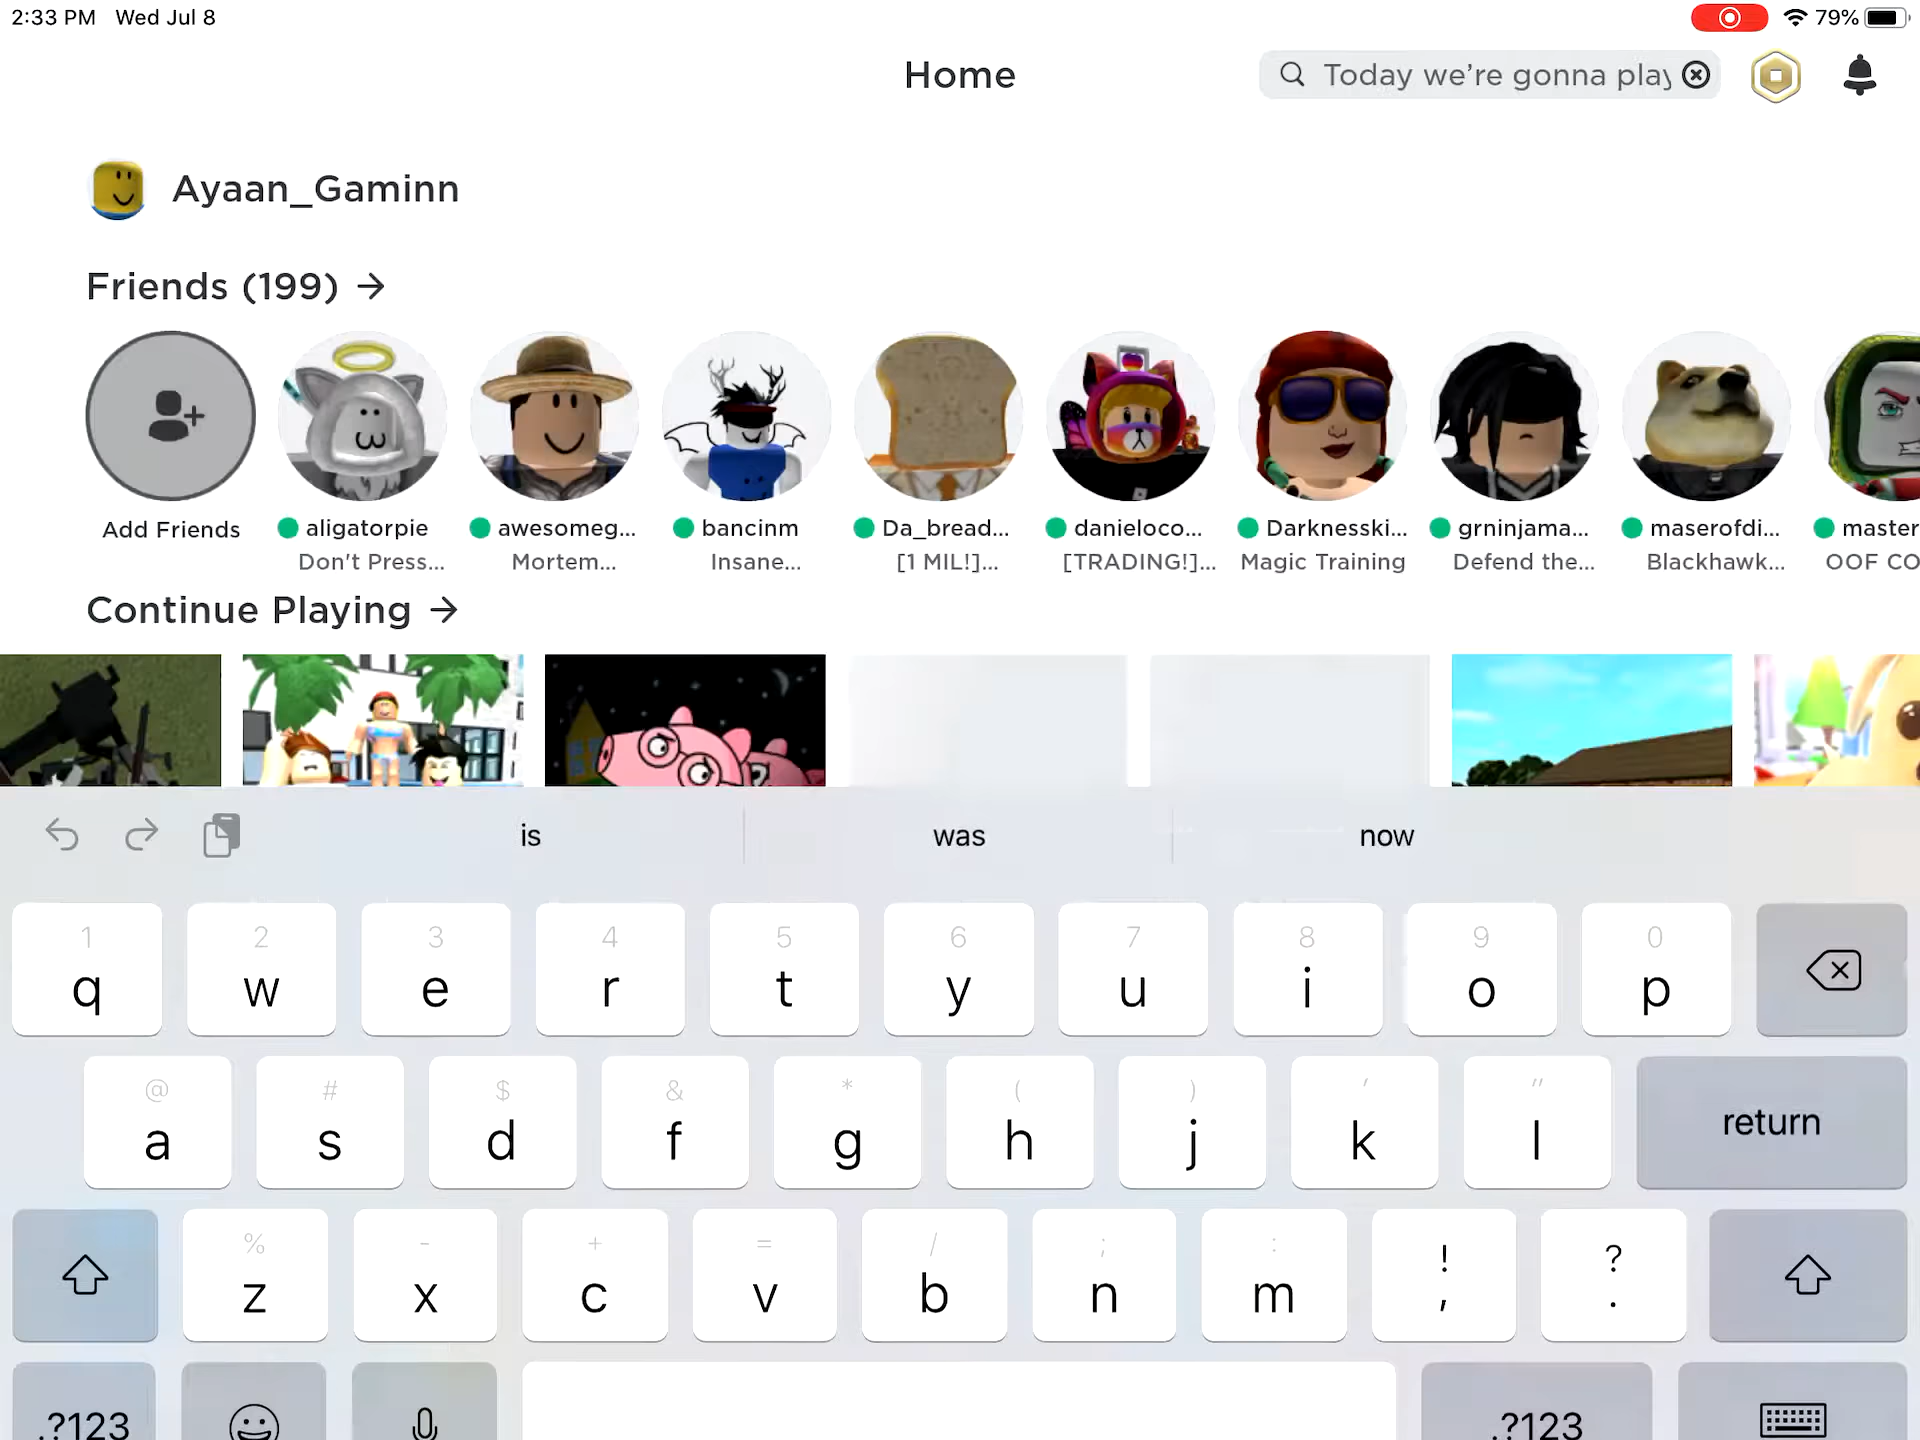 2:33 PM Wed Jul 8
79%
Home
Today we're gonna play
Ayaan_Gaminn
Friends (199) →
Add Friends
aligatorpie
Don't Press...
awesomeg...
Mortem...
bancinm
Insane...
Da_bread...
[1 MIL!]...
danieloco...
[TRADING!]...
Darknesski...
Magic Training
grninjama...
Defend the...
maserofdi...
Blackhawk...
master
OOF CO
Continue Playing →
is was now
1 2 3 4 5 6 7 8 9 0
q w e r t y u i o p
@ # $ & * ( ) ' "
a s d f g h j k l return
% - + = / ; : ! ?
z x c v b n m , .
.?123 .?123